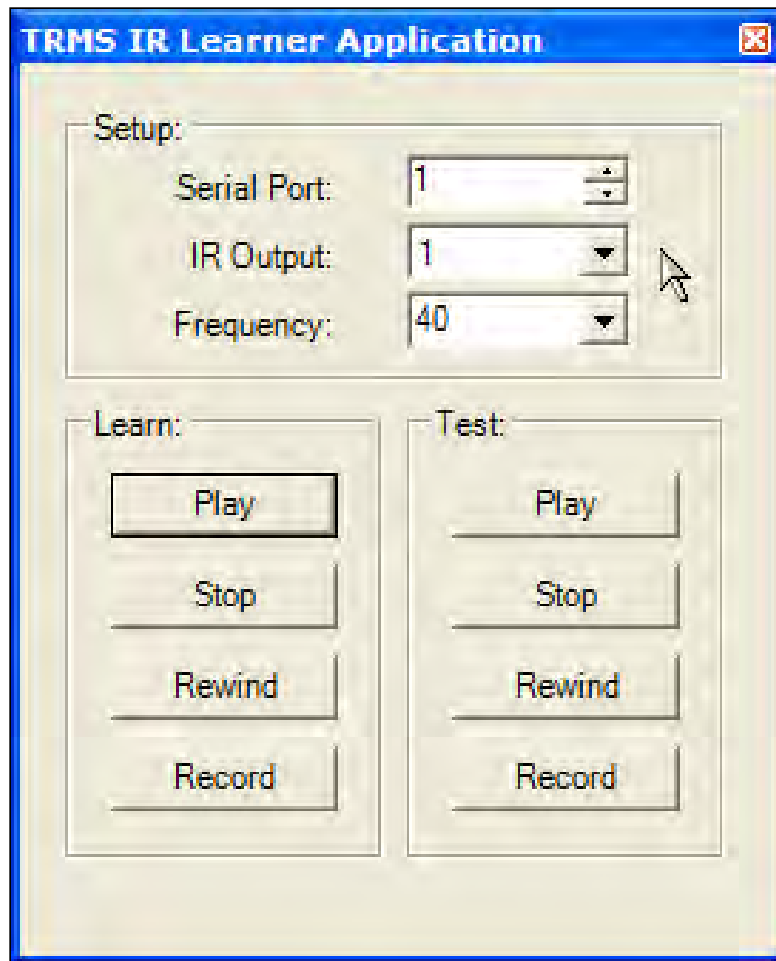 TRMS IR Learner Application
Setup:
Serial Port: 1
IR Output: 1
Frequency: 40
Learn:
Play
Stop
Rewind
Record
Test:
Play
Stop
Rewind
Record